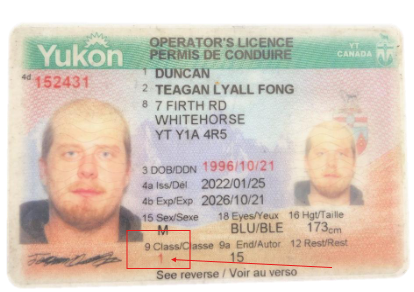 Yukon
OPERATOR'S LICENCE
PERMIS DE CONDUIRE
YT
CANADA
4d 152431
1 DUNCAN
2 TEAGAN LYALL FONG
8 7 FIRTH RD
WHITEHORSE
YT Y1A 4R5
3 DOB/DDN 1996/10/21
4a Iss/Dél 2022/01/25
4b Exp/Exp 2026/10/21
15 Sex/Sexe 18 Eyes/Yeux 16 Hgt/Taille
M BLU/BLE 173cm
9 Class/Classe 9a End/Autor 12 Rest/Rest
1 15
See reverse / Voir au verso